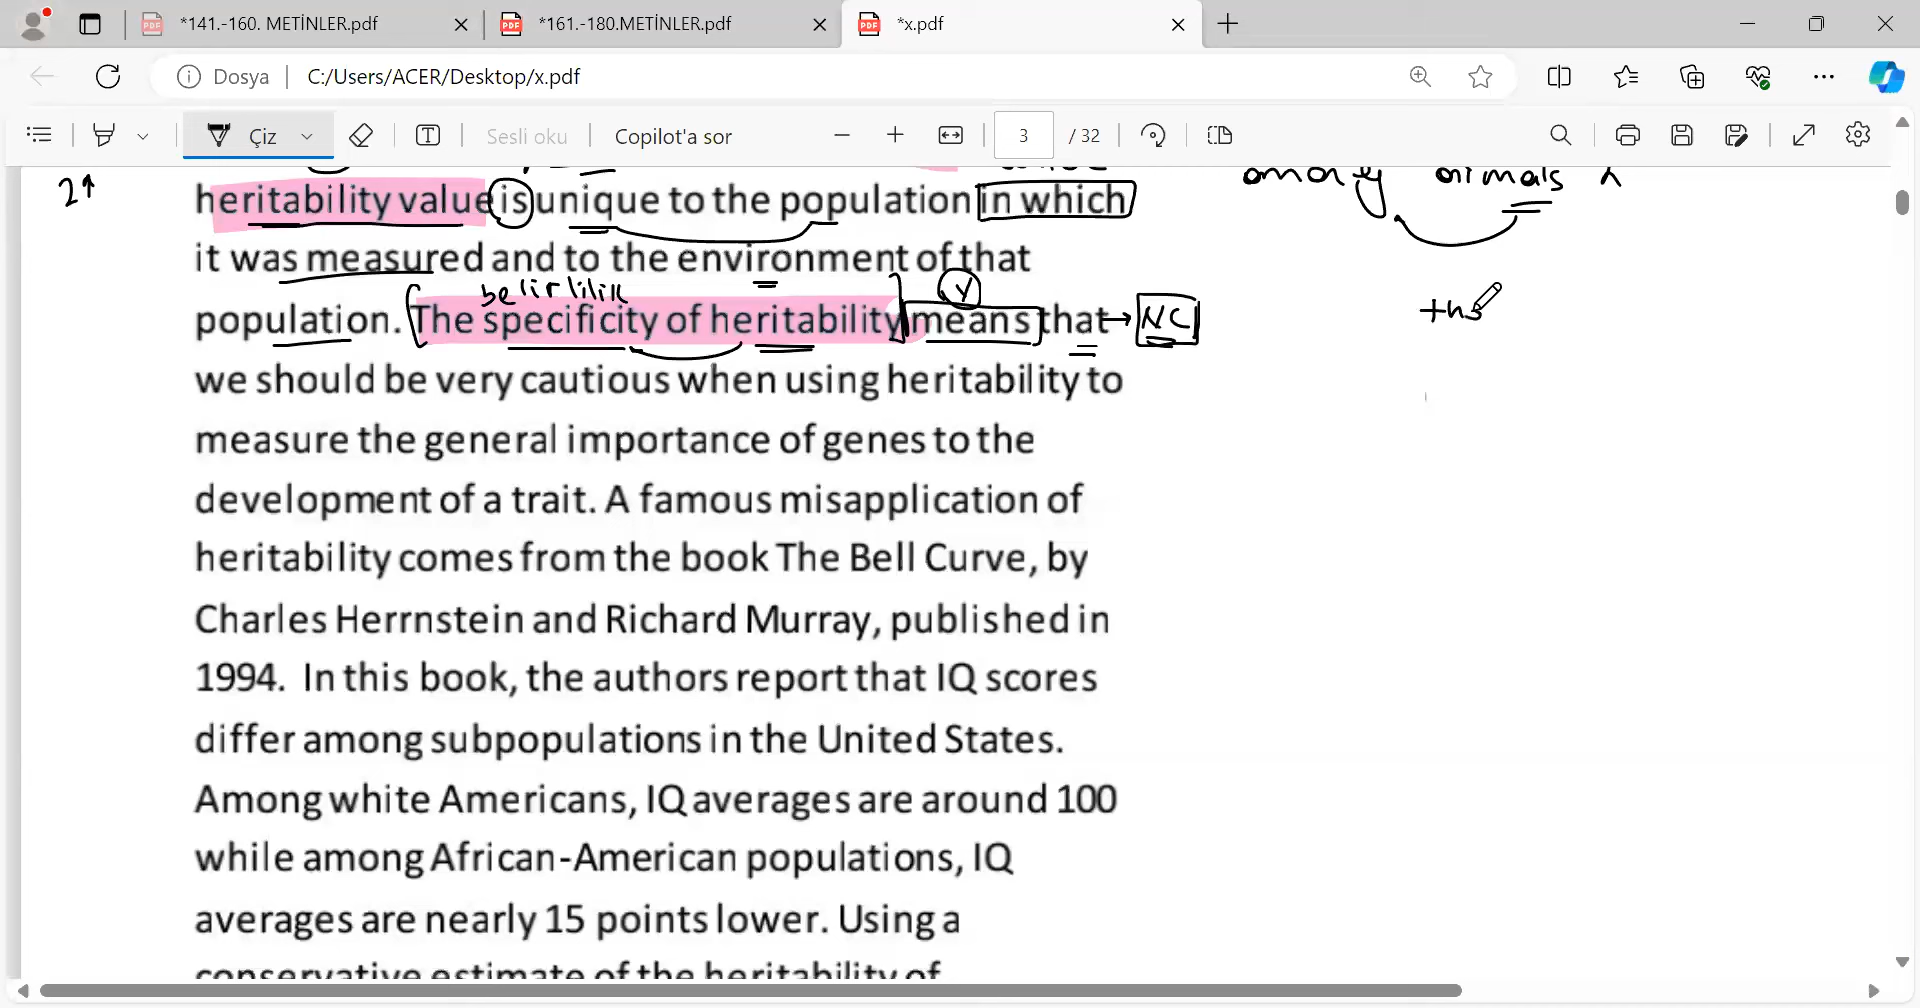 *141.-160. METİNLER.pdf
*161.-180.METİNLER.pdf
*x.pdf
Dosya
C:/Users/ACER/Desktop/x.pdf
Çiz
Sesli oku
Copilot'a sor
3 / 32
2↑
heritability value is unique to the population in which
it was measured and to the environment of that
belirlilik
V
population. The specificity of heritability means that → NC
we should be very cautious when using heritability to
measure the general importance of genes to the
development of a trait. A famous misapplication of
heritability comes from the book The Bell Curve, by
Charles Herrnstein and Richard Murray, published in
1994. In this book, the authors report that IQ scores
differ among subpopulations in the United States.
Among white Americans, IQ averages are around 100
while among African-American populations, IQ
averages are nearly 15 points lower. Using a
conservative estimate of the heritability of
among animals